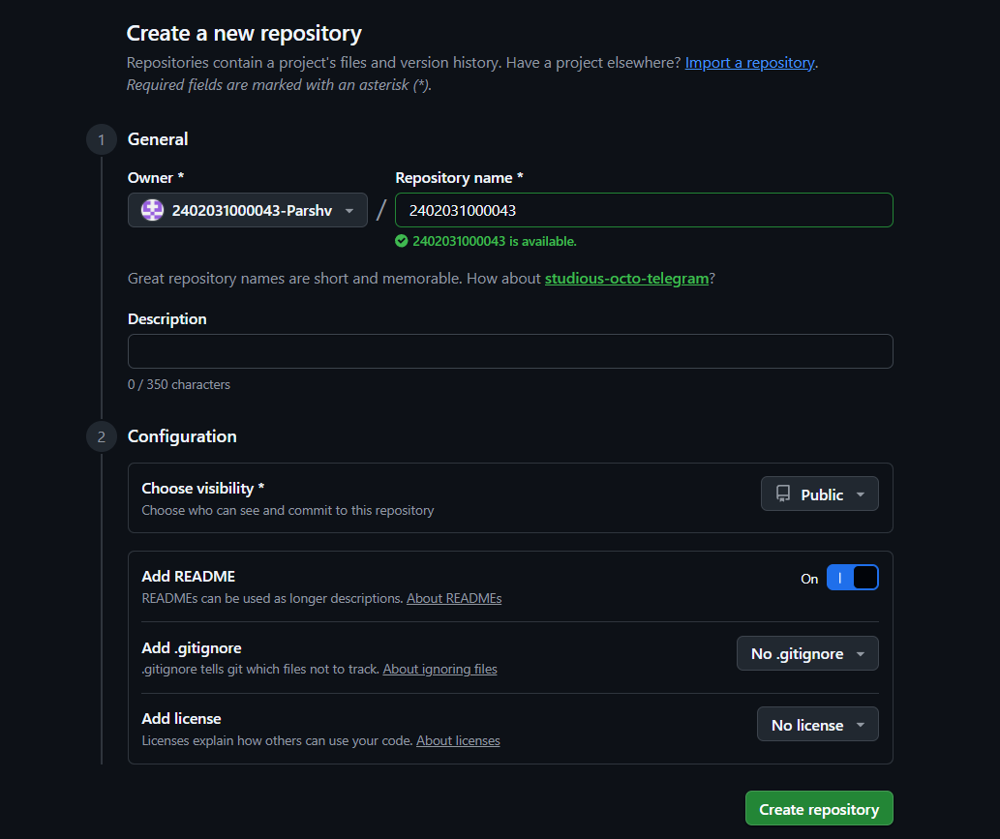 Create a new repository
Repositories contain a project's files and version history. Have a project elsewhere? Import a repository.
Required fields are marked with an asterisk (*).
1 General
Owner * Repository name *
2402031000043-Parshv / 2402031000043
2402031000043 is available.
Great repository names are short and memorable. How about studious-octo-telegram?
Description
0 / 350 characters
2 Configuration
Choose visibility *
Choose who can see and commit to this repository
Public
Add README
READMEs can be used as longer descriptions. About READMEs
On
Add .gitignore
.gitignore tells git which files not to track. About ignoring files
No .gitignore
Add license
Licenses explain how others can use your code. About licenses
No license
Create repository